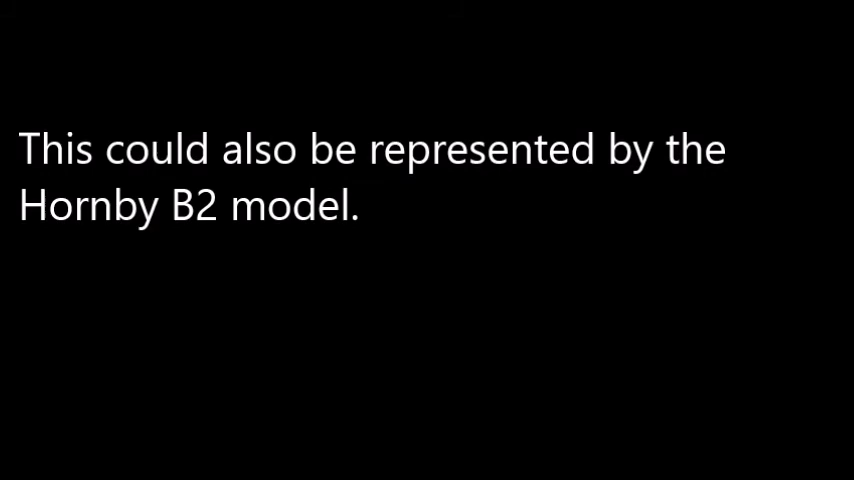 This could also be represented by the
Hornby B2 model.